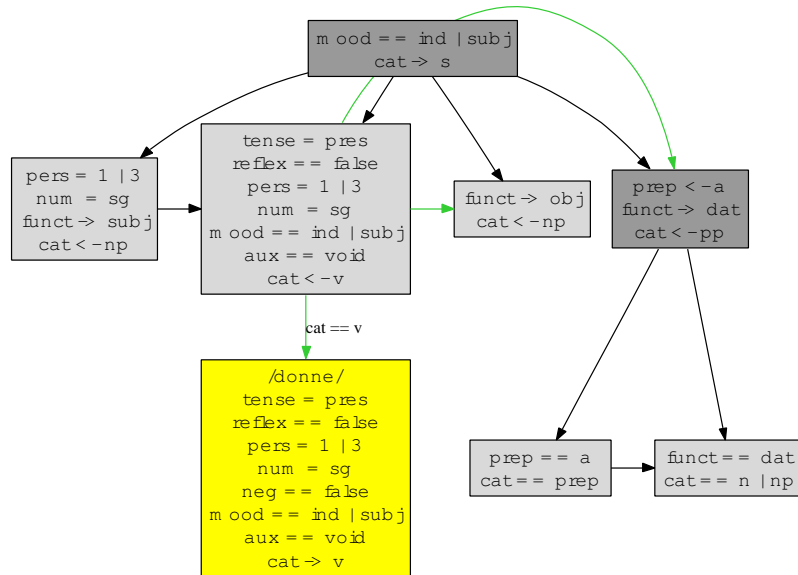 mood == ind | subj
cat -> s
tense = pres
reflex == false
pers = 1 | 3
num = sg
mood == ind | subj
aux == void
cat <- v
pers = 1 | 3
num = sg
funct -> subj
cat <- np
funct -> obj
cat <- np
prep <- a
funct -> dat
cat <- pp
cat == v
/donne/
tense = pres
reflex == false
pers = 1 | 3
num = sg
neg == false
mood == ind | subj
aux == void
cat -> v
prep == a
cat == prep
funct == dat
cat == n | np